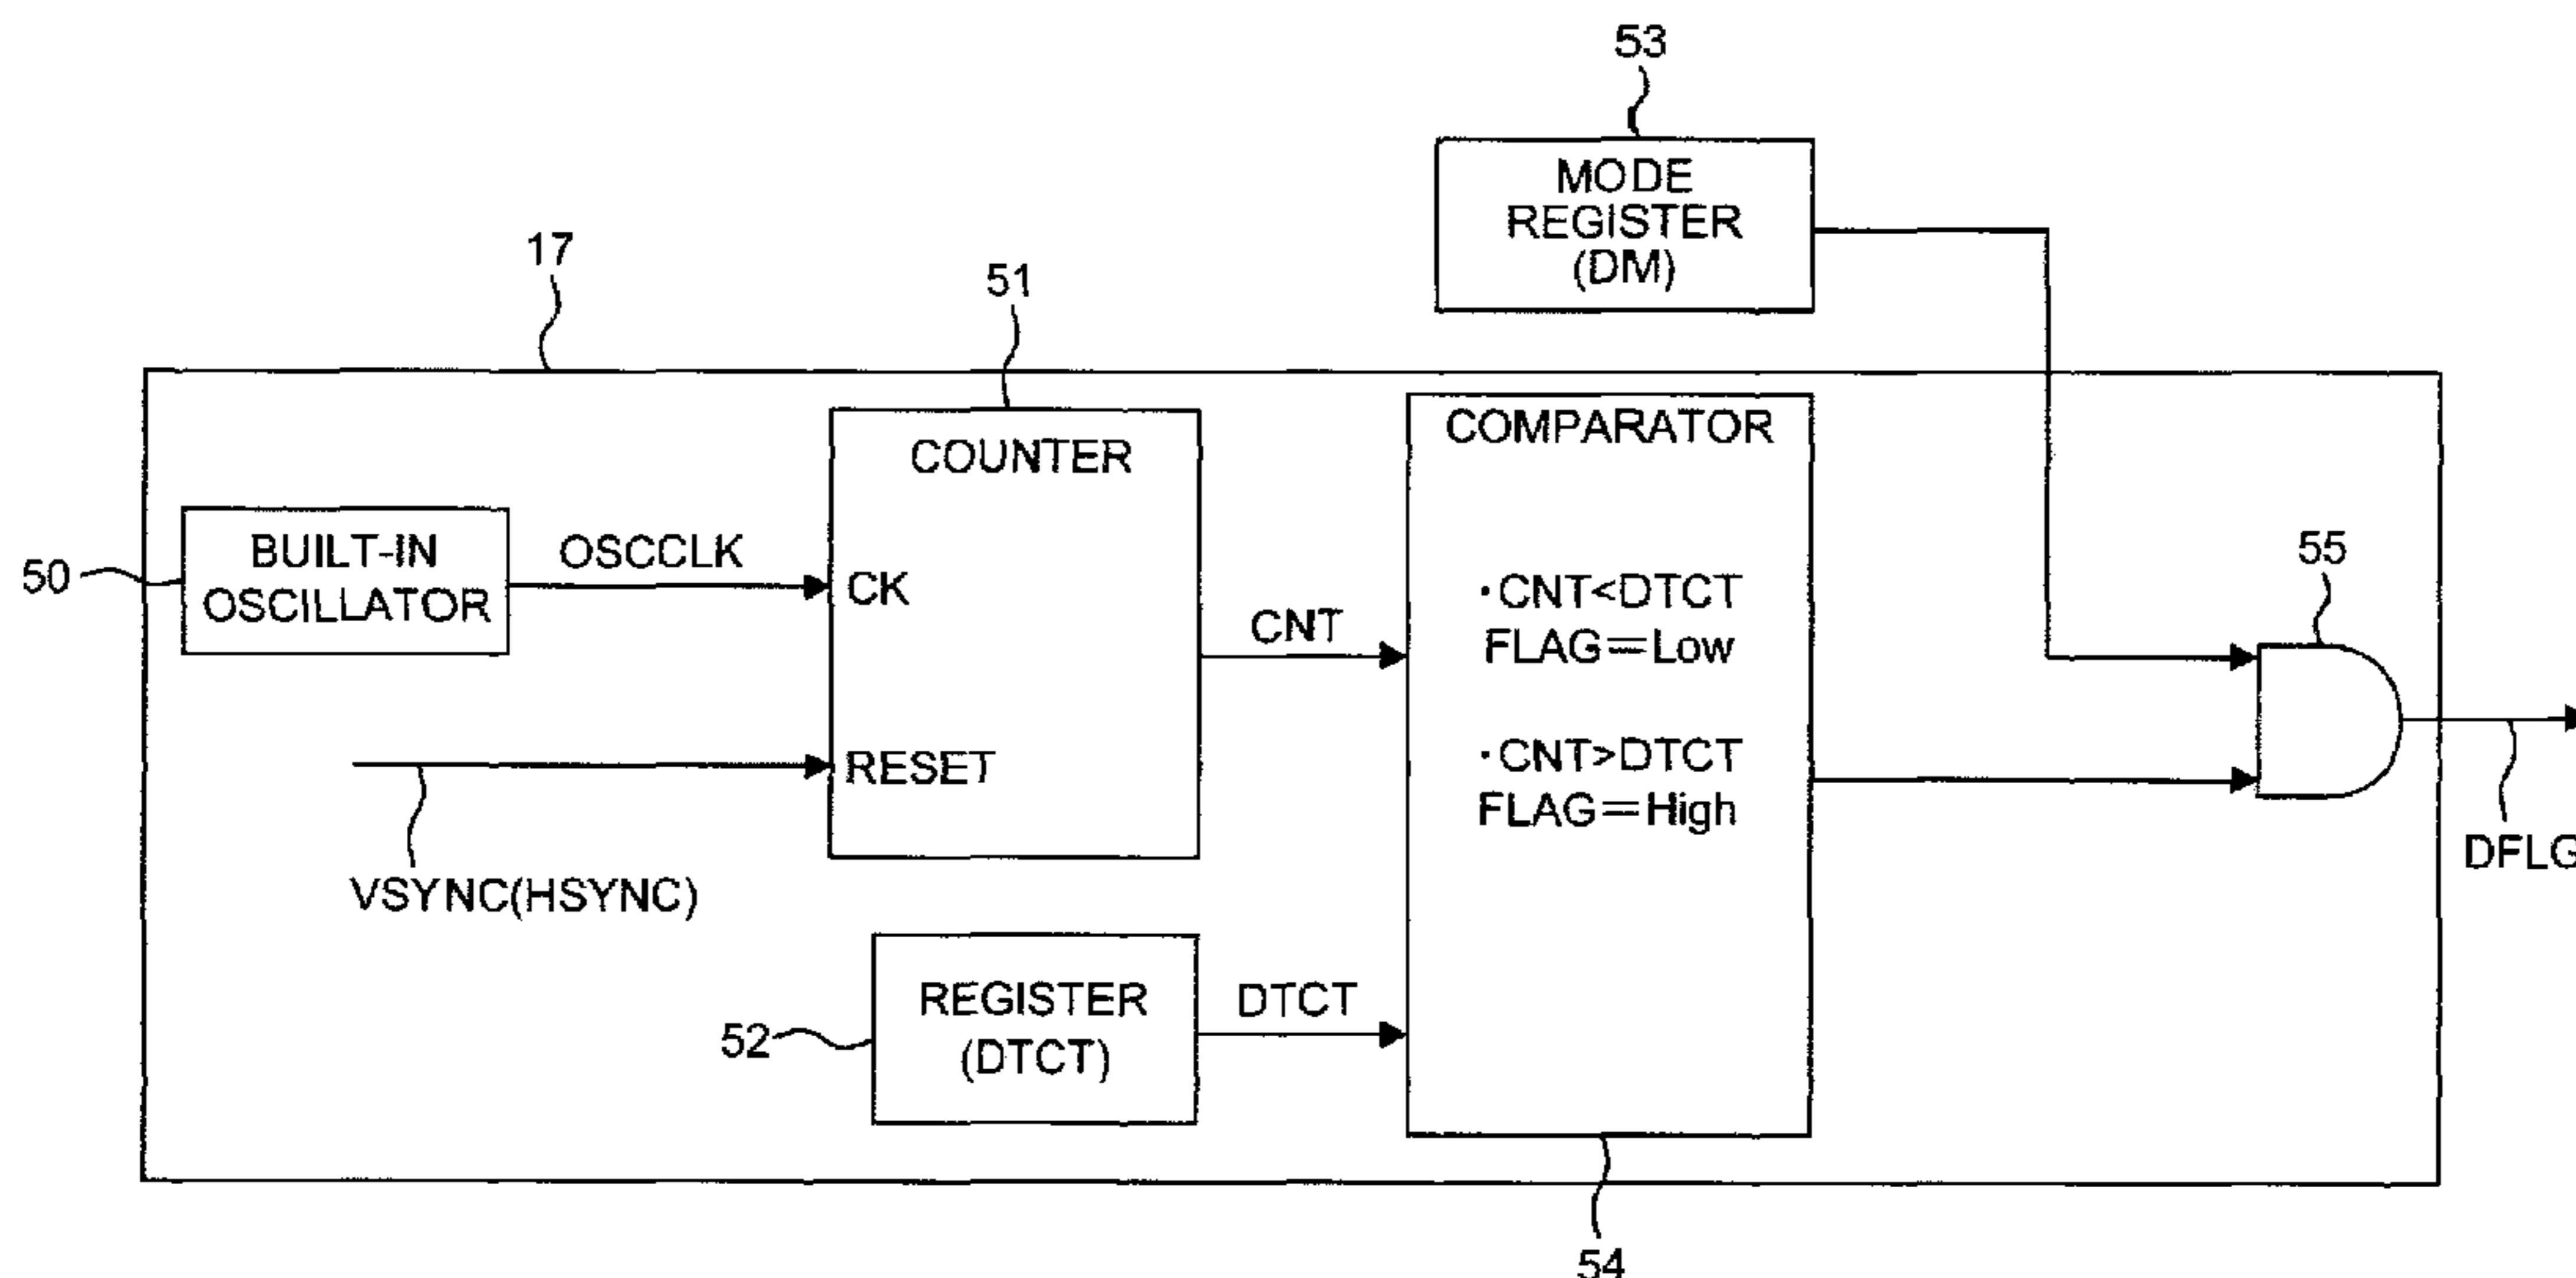 53
MODE
REGISTER
(DM)
17
51
COUNTER
COMPARATOR
50
BUILT-IN
OSCILLATOR
OSCCLK
CK
CNT
·CNT<DTCT
FLAG=Low
55
RESET
·CNT>DTCT
FLAG=High
VSYNC(HSYNC)
DFLG
52
REGISTER
(DTCT)
DTCT
54